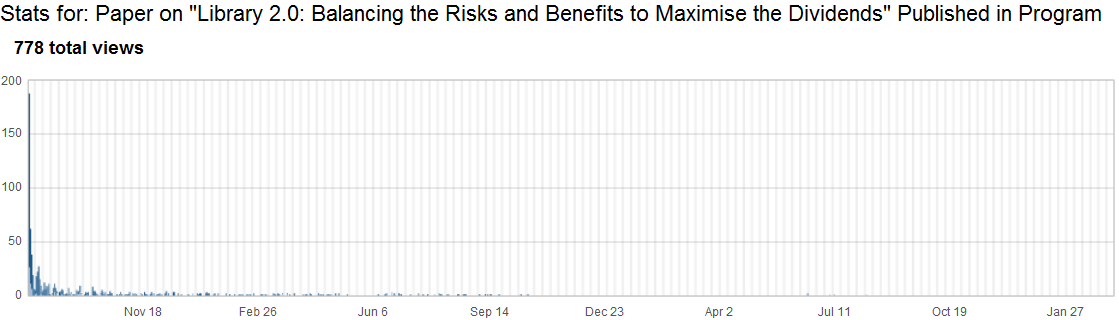 Stats for: Paper on "Library 2.0: Balancing the Risks and Benefits to Maximise the Dividends" Published in Program
778 total views
200
150
100
50
0
Nov 18 Feb 26 Jun 6 Sep 14 Dec 23 Apr 2 Jul 11 Oct 19 Jan 27